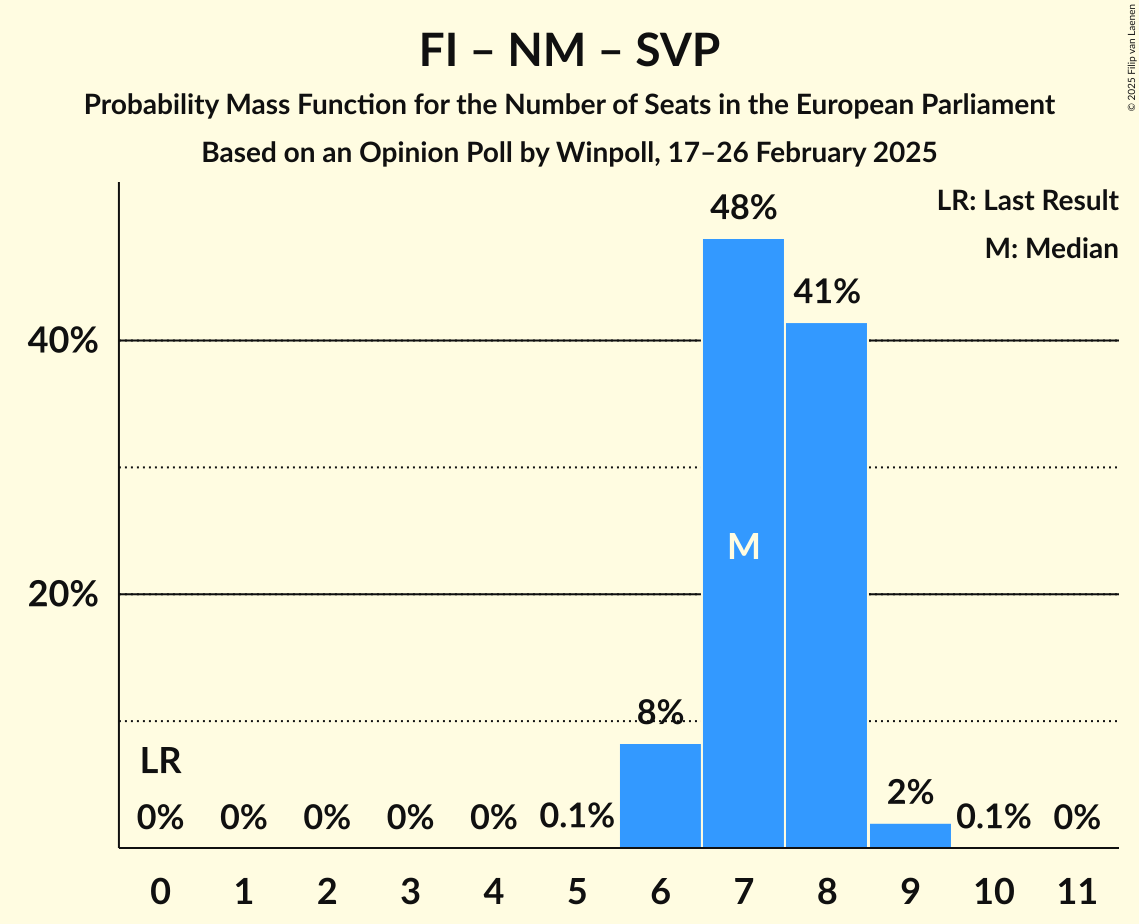 FI – NM – SVP
Probability Mass Function for the Number of Seats in the European Parliament
Based on an Opinion Poll by Winpoll, 17–26 February 2025
© 2025 Filip van Laenen
LR: Last Result
M: Median
48%
41%
40%
M
20%
8%
LR
2%
0% 0% 0% 0% 0% 0.1% 0.1% 0%
0 1 2 3 4 5 6 7 8 9 10 11